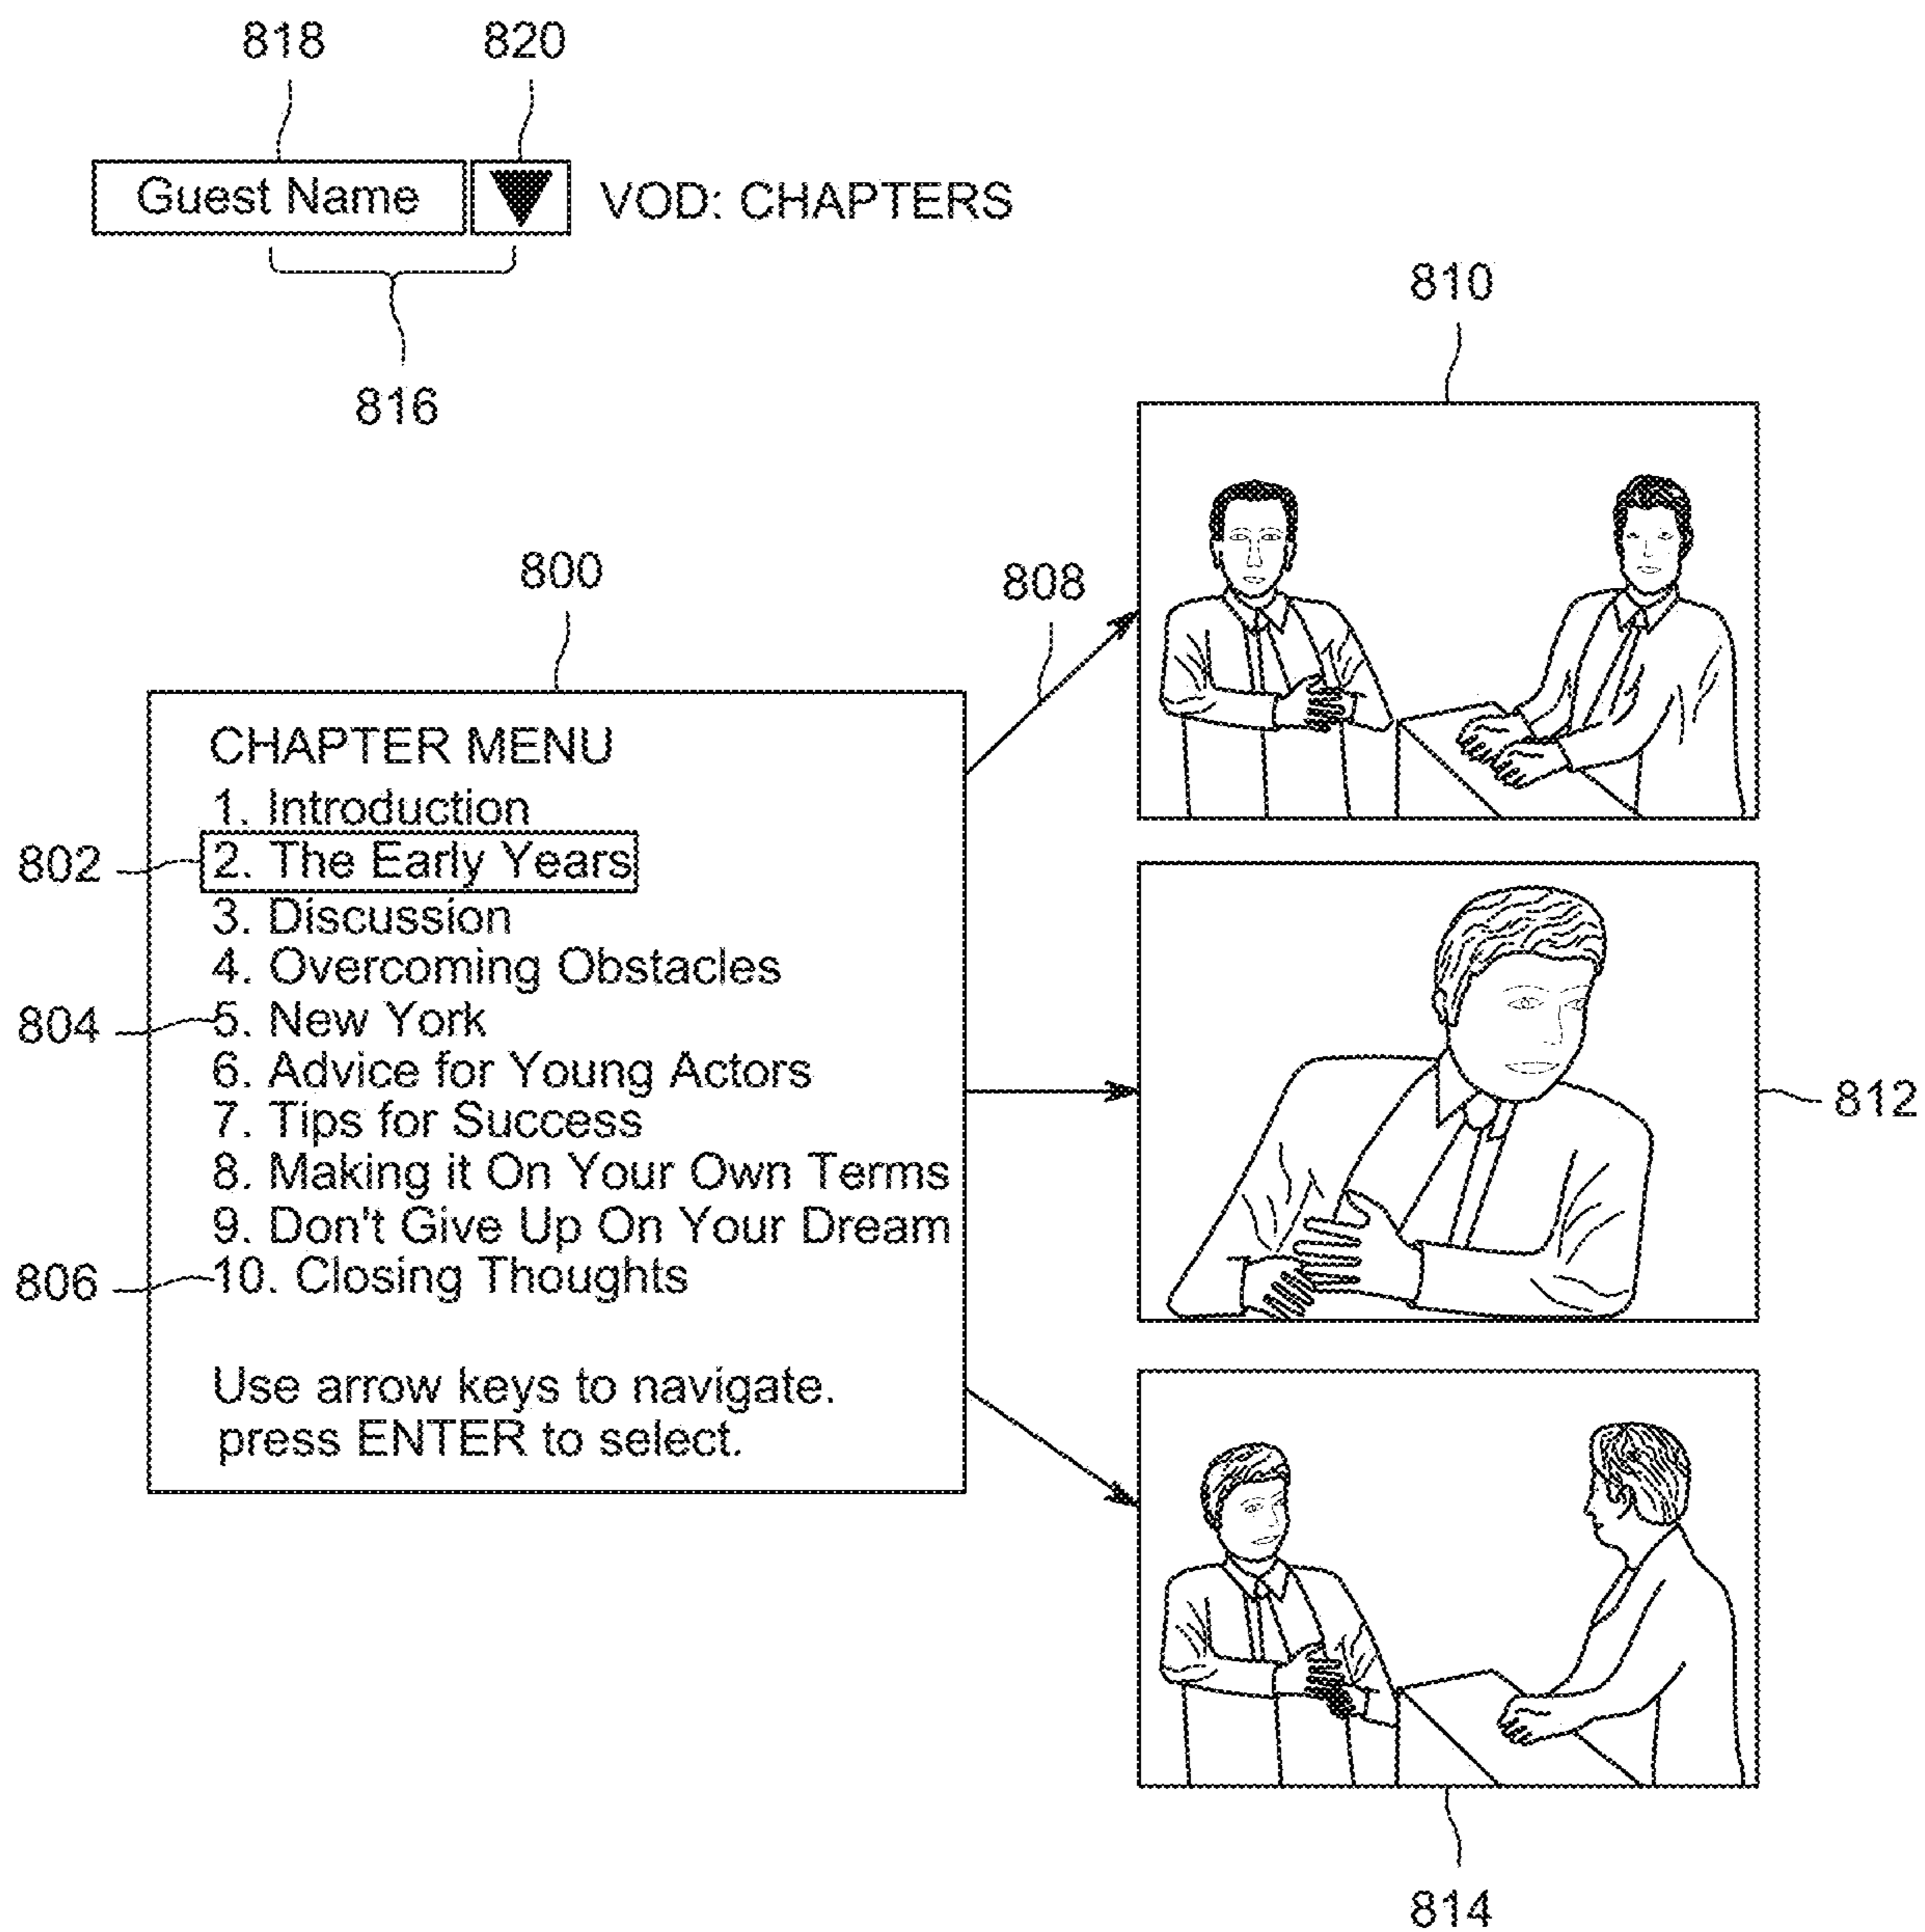 818 820
Guest Name VOD: CHAPTERS
816
810
800
808
CHAPTER MENU
1. Introduction
802 2. The Early Years
3. Discussion
4. Overcoming Obstacles
804 5. New York
6. Advice for Young Actors
812
7. Tips for Success
8. Making it On Your Own Terms
9. Don't Give Up On Your Dream
806 10. Closing Thoughts
Use arrow keys to navigate.
press ENTER to select.
814